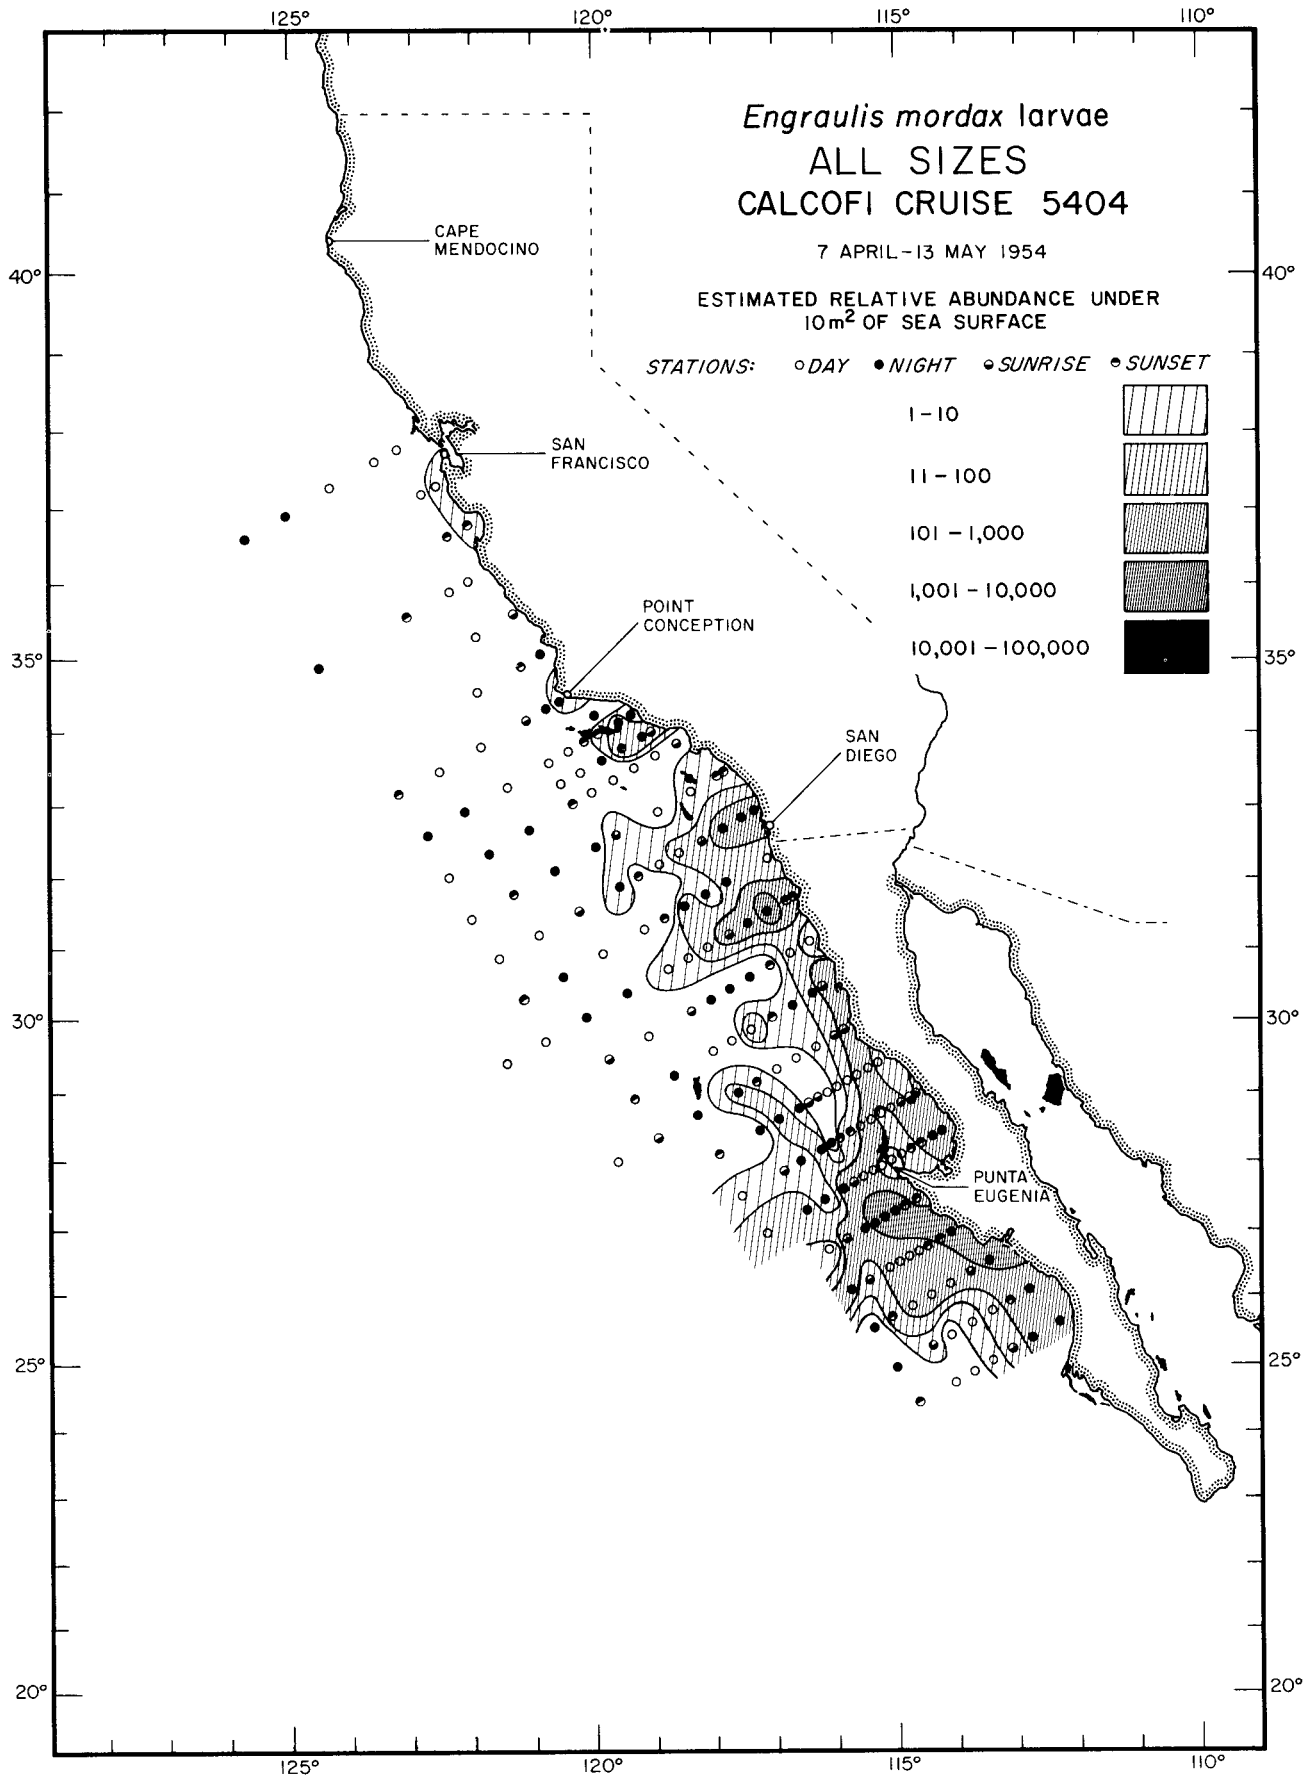 125° 120° 115° 110°
Engraulis mordax larvae
ALL SIZES
CALCOFI CRUISE 5404
7 APRIL-13 MAY 1954
ESTIMATED RELATIVE ABUNDANCE UNDER
10m² OF SEA SURFACE
STATIONS: DAY NIGHT SUNRISE SUNSET
1-10
11-100
101-1,000
1,001-10,000
10,001-100,000
CAPE
MENDOCINO
40° 40°
SAN
FRANCISCO
POINT
CONCEPTION
35° 35°
SAN
DIEGO
30° 30°
PUNTA
EUGENIA
25° 25°
20° 20°
125° 120° 115° 110°